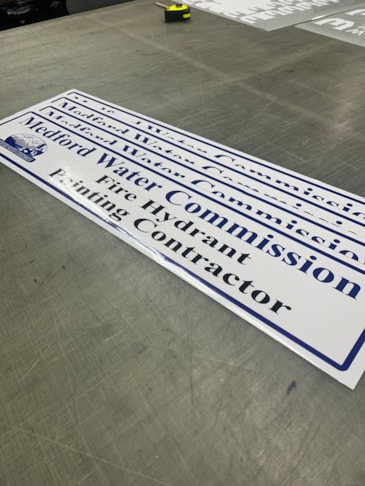 Medford Water Commission
Medford Water Commission
Medford Water Commission
Fire Hydrant
Painting Contractor